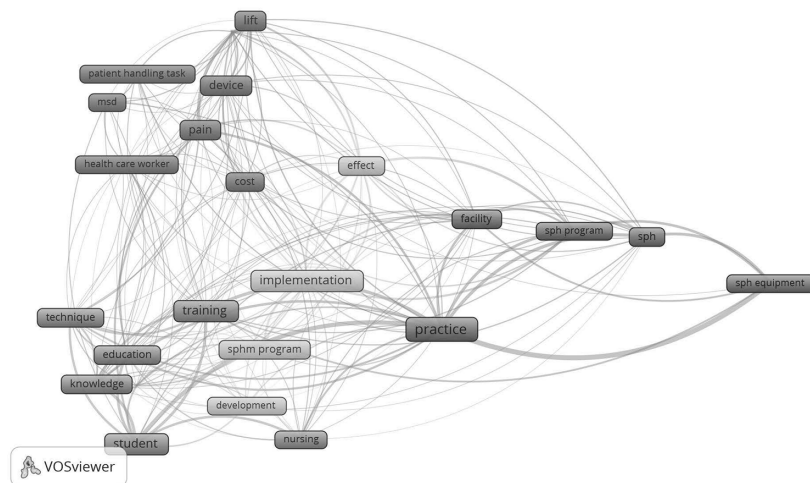 lift
patient handling task
device
msd
pain
health care worker
effect
cost
facility
sph program
sph
sph equipment
implementation
technique
training
practice
education
sphm program
knowledge
development
student
nursing
VOSviewer